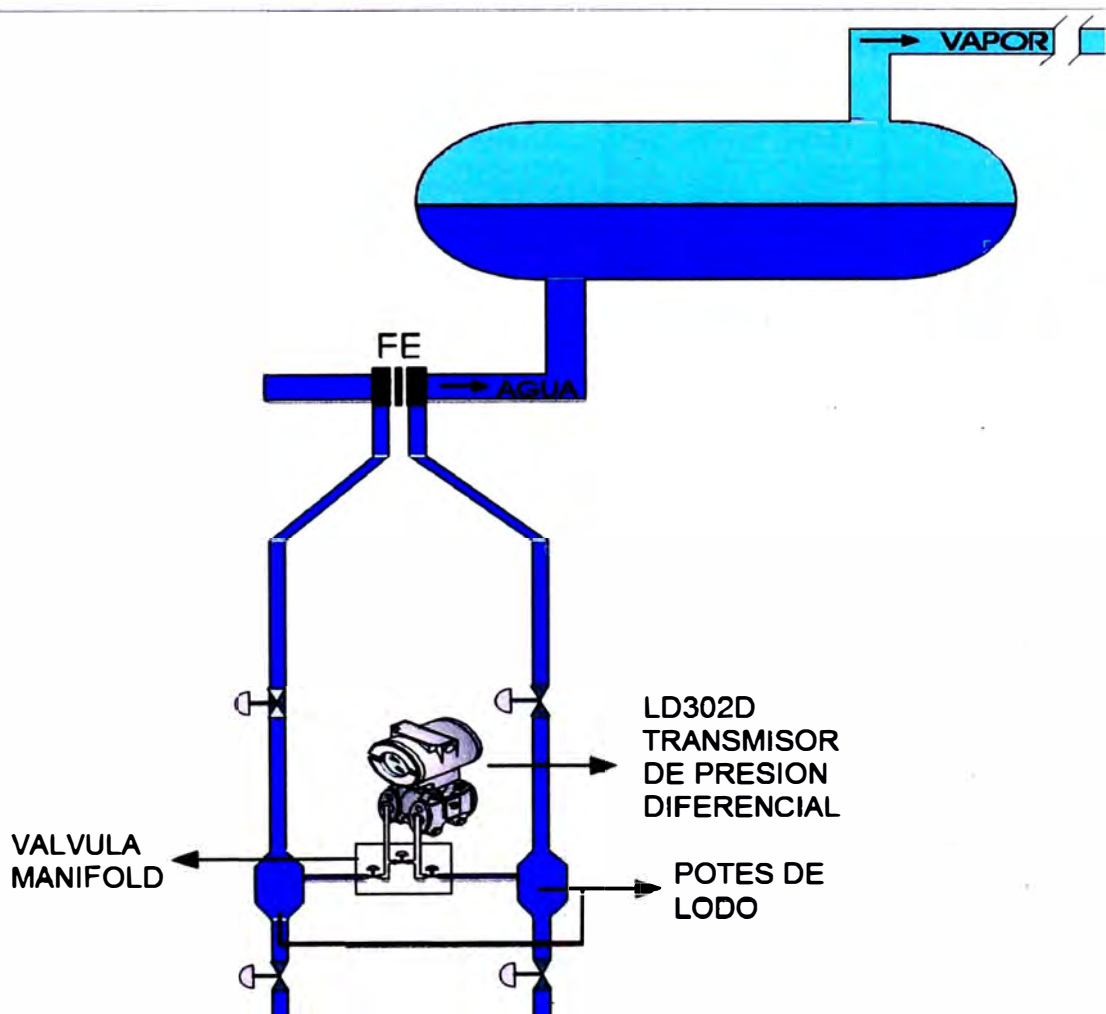 VAPOR
FE
AGUA
LD302D
TRANSMISOR
DE PRESION
DIFERENCIAL
VALVULA
MANIFOLD
POTES DE
LODO